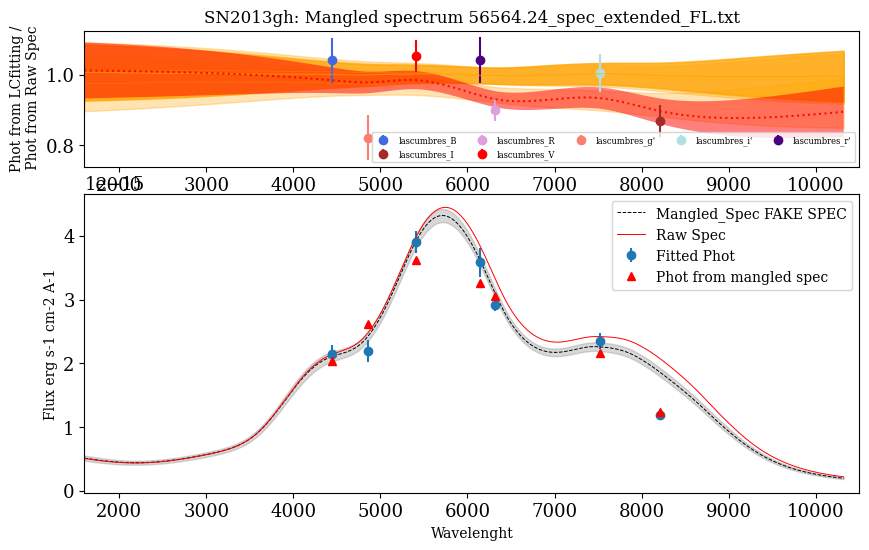 SN2013gh: Mangled spectrum 56564.24_spec_extended_FL.txt
Phot from LCfitting /
Phot from Raw Spec
1.0
0.8
lascumbres_B lascumbres_R lascumbres_g' lascumbres_i' lascumbres_r'
lascumbres_I lascumbres_V
2000 3000 4000 5000 6000 7000 8000 9000 10000
1e−15
Flux erg s-1 cm-2 A-1
4
3
2
1
0
Mangled_Spec FAKE SPEC
Raw Spec
Fitted Phot
Phot from mangled spec
2000 3000 4000 5000 6000 7000 8000 9000 10000
Wavelenght